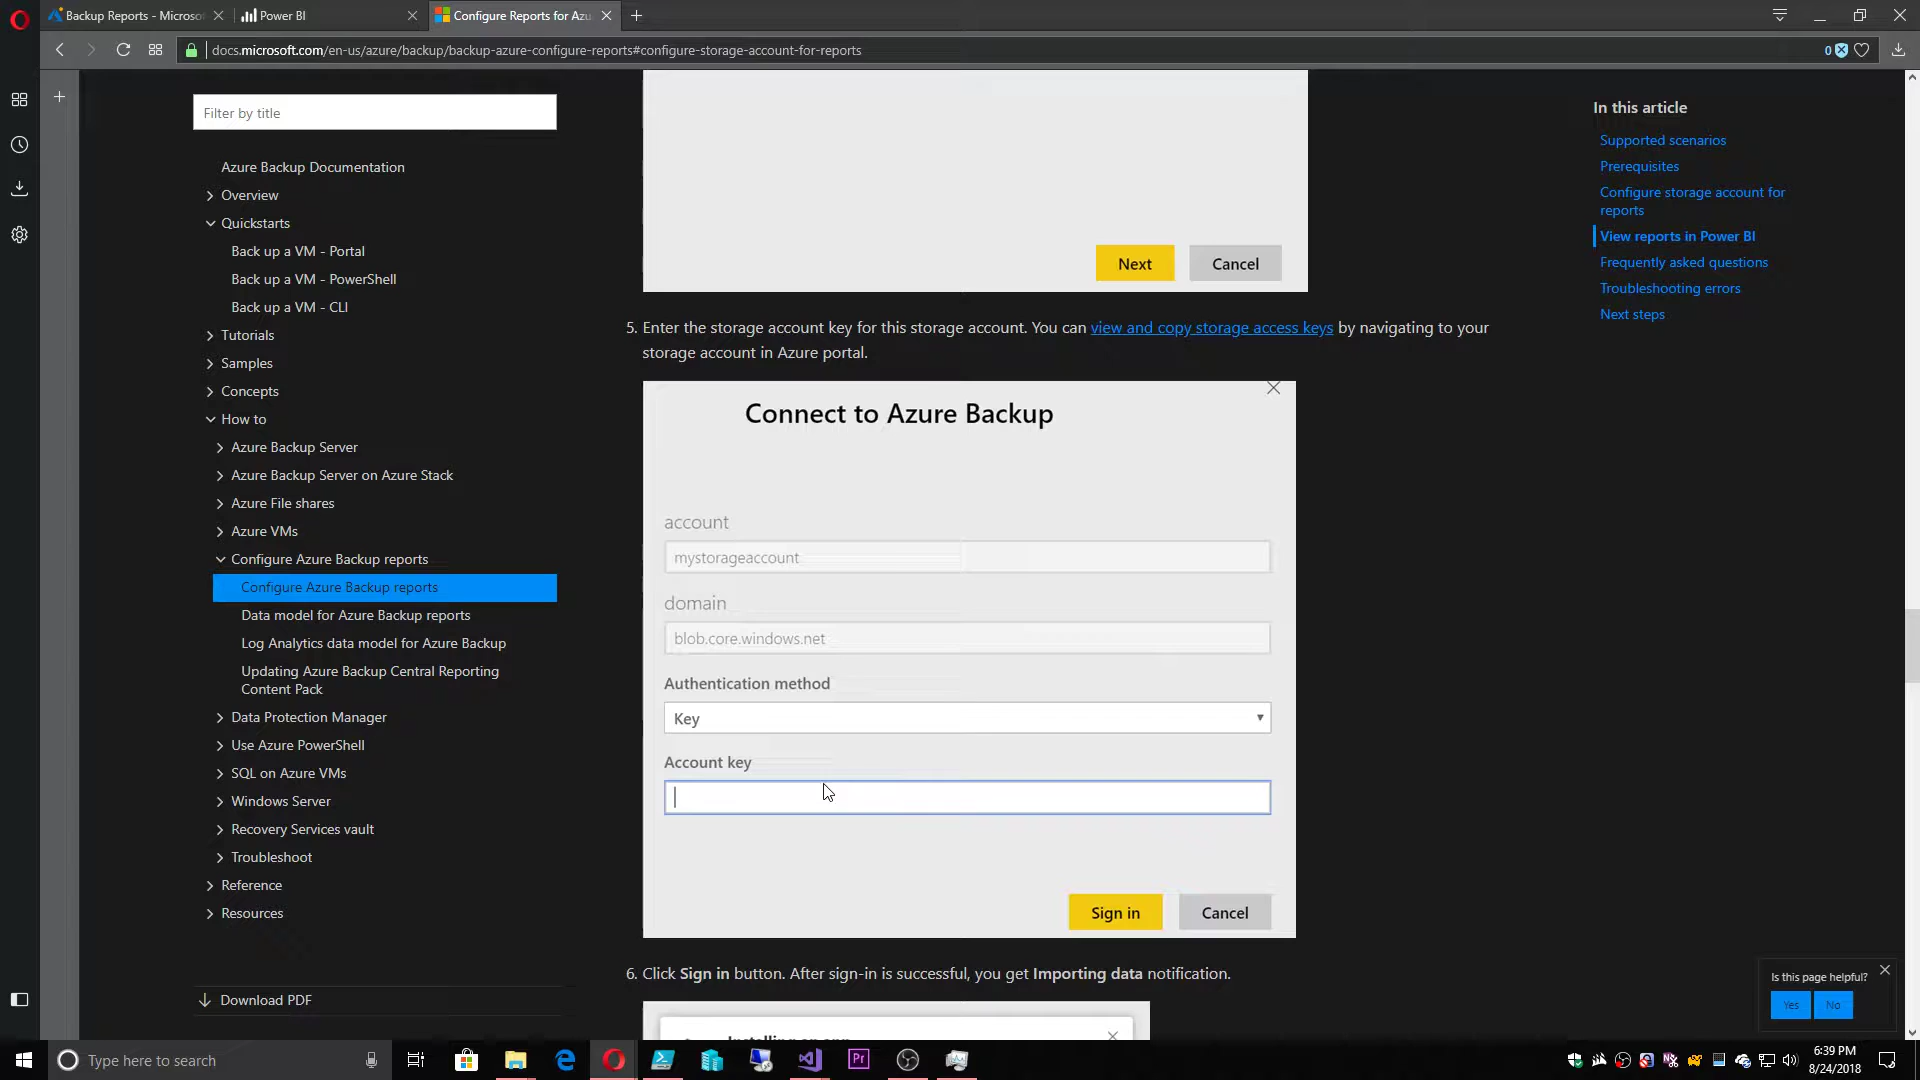 Backup Reports - Microsof
Power BI
Configure Reports for Azu
docs.microsoft.com/en-us/azure/backup/backup-azure-configure-reports#configure-storage-account-for-reports
0
Filter by title
Azure Backup Documentation
Overview
Quickstarts
Back up a VM - Portal
Back up a VM - PowerShell
Back up a VM - CLI
Tutorials
Samples
Concepts
How to
Azure Backup Server
Azure Backup Server on Azure Stack
Azure File shares
Azure VMs
Configure Azure Backup reports
Configure Azure Backup reports
Data model for Azure Backup reports
Log Analytics data model for Azure Backup
Updating Azure Backup Central Reporting
Content Pack
Data Protection Manager
Use Azure PowerShell
SQL on Azure VMs
Windows Server
Recovery Services vault
Troubleshoot
Reference
Resources
Download PDF
Next
Cancel
5. Enter the storage account key for this storage account. You can view and copy storage access keys by navigating to your
storage account in Azure portal.
Connect to Azure Backup
account
mystorageaccount
domain
blob.core.windows.net
Authentication method
Key
Account key
Sign in
Cancel
6. Click Sign in button. After sign-in is successful, you get Importing data notification.
In this article
Supported scenarios
Prerequisites
Configure storage account for
reports
View reports in Power BI
Frequently asked questions
Troubleshooting errors
Next steps
Is this page helpful?
Yes
No
Type here to search
Pr
6:39 PM
8/24/2018